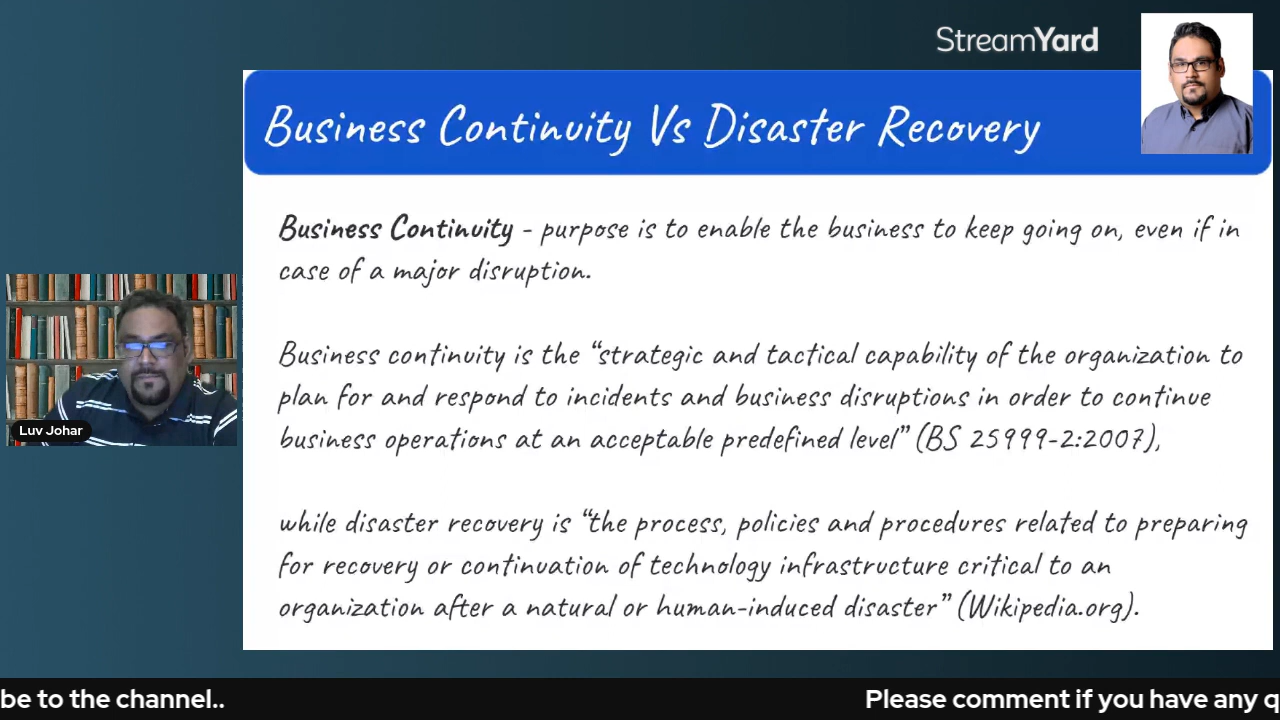 StreamYard
Business Continuity Vs Disaster Recovery
Business Continuity - purpose is to enable the business to keep going on, even if in
case of a major disruption.
Business continuity is the “strategic and tactical capability of the organization to
plan for and respond to incidents and business disruptions in order to continue
business operations at an acceptable predefined level” (BS 25999-2:2007),
while disaster recovery is “the process, policies and procedures related to preparing
for recovery or continuation of technology infrastructure critical to an
organization after a natural or human-induced disaster” (Wikipedia.org).
Luv Johar
be to the channel.. Please comment if you have any q